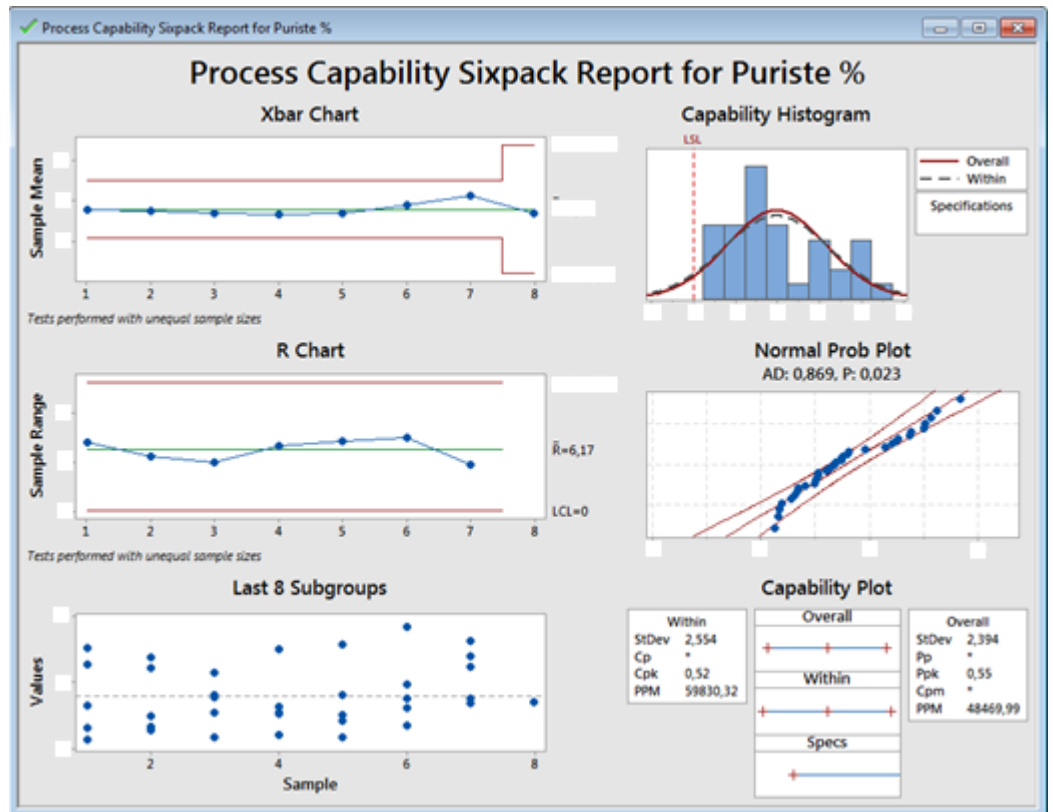 Process Capability Sixpack Report for Puriste %
Process Capability Sixpack Report for Puriste %
Xbar Chart
Sample Mean
1 2 3 4 5 6 7 8
Tests performed with unequal sample sizes
Capability Histogram
LSL
Overall
Within
Specifications
R Chart
Sample Range
R̄=6,17
LCL=0
1 2 3 4 5 6 7 8
Tests performed with unequal sample sizes
Normal Prob Plot
AD: 0,869, P: 0,023
Last 8 Subgroups
Values
2 4 6 8
Sample
Capability Plot
Within
StDev 2,554
Cp *
Cpk 0,52
PPM 59830,32
Overall
Within
Specs
Overall
StDev 2,394
Pp *
Ppk 0,55
Cpm *
PPM 48469,99